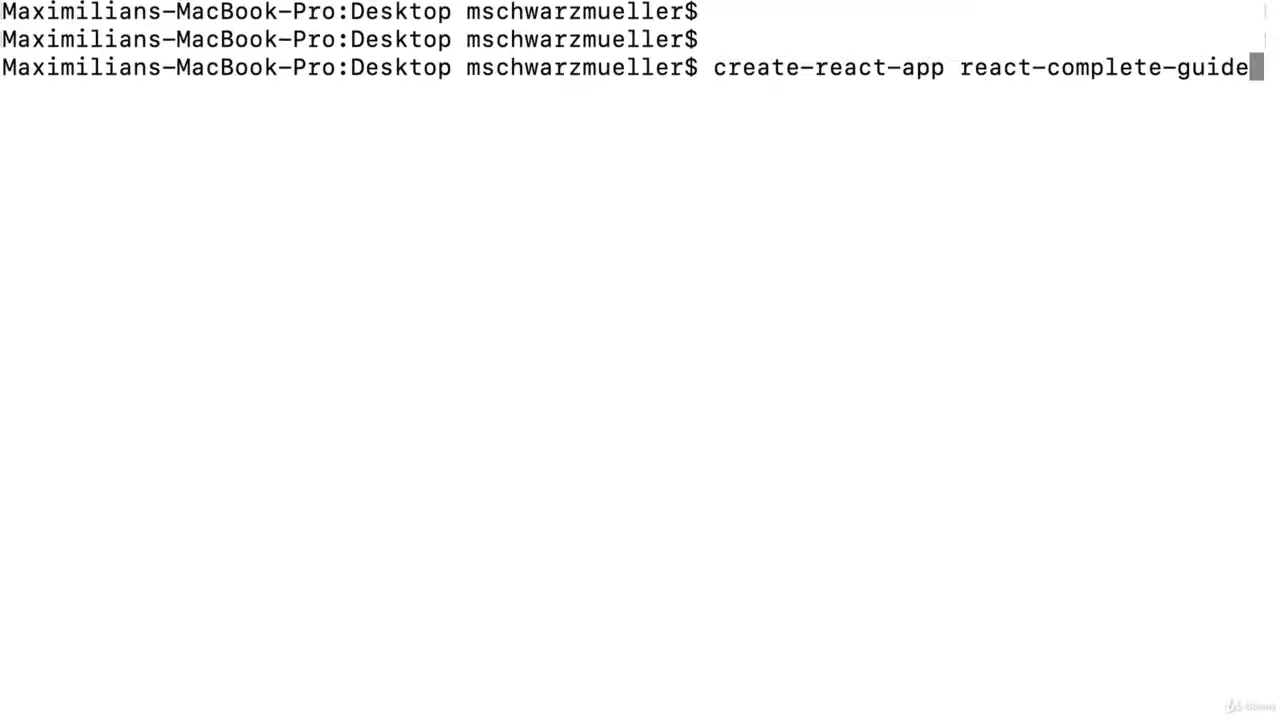 Maximilians-MacBook-Pro:Desktop mschwarzmueller$
Maximilians-MacBook-Pro:Desktop mschwarzmueller$
Maximilians-MacBook-Pro:Desktop mschwarzmueller$ create-react-app react-complete-guide
Udemy